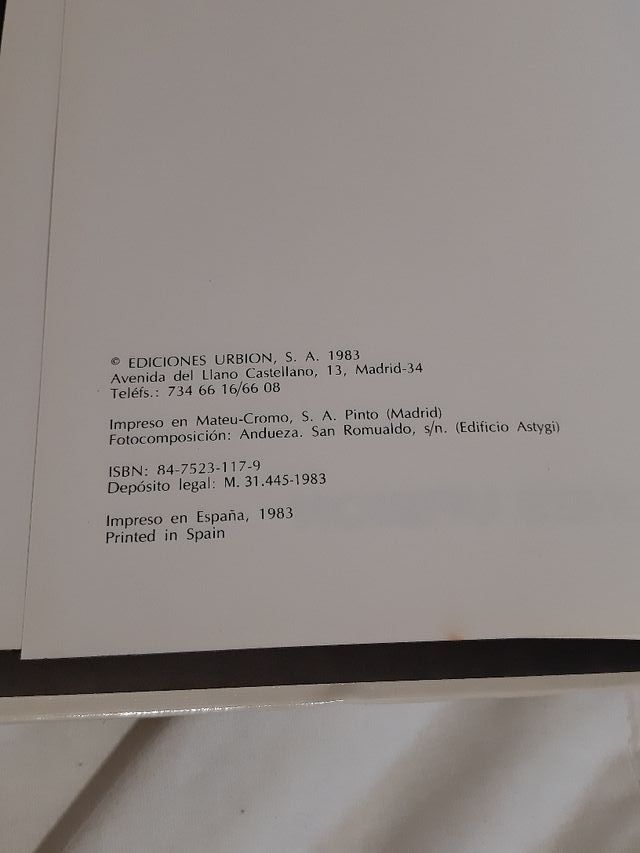 © EDICIONES URBION, S. A. 1983
Avenida del Llano Castellano, 13, Madrid-34
Teléfs.: 734 66 16/66 08
Impreso en Mateu-Cromo, S. A. Pinto (Madrid)
Fotocomposición: Andueza. San Romualdo, s/n. (Edificio Astygi)
ISBN: 84-7523-117-9
Depósito legal: M. 31.445-1983
Impreso en España, 1983
Printed in Spain